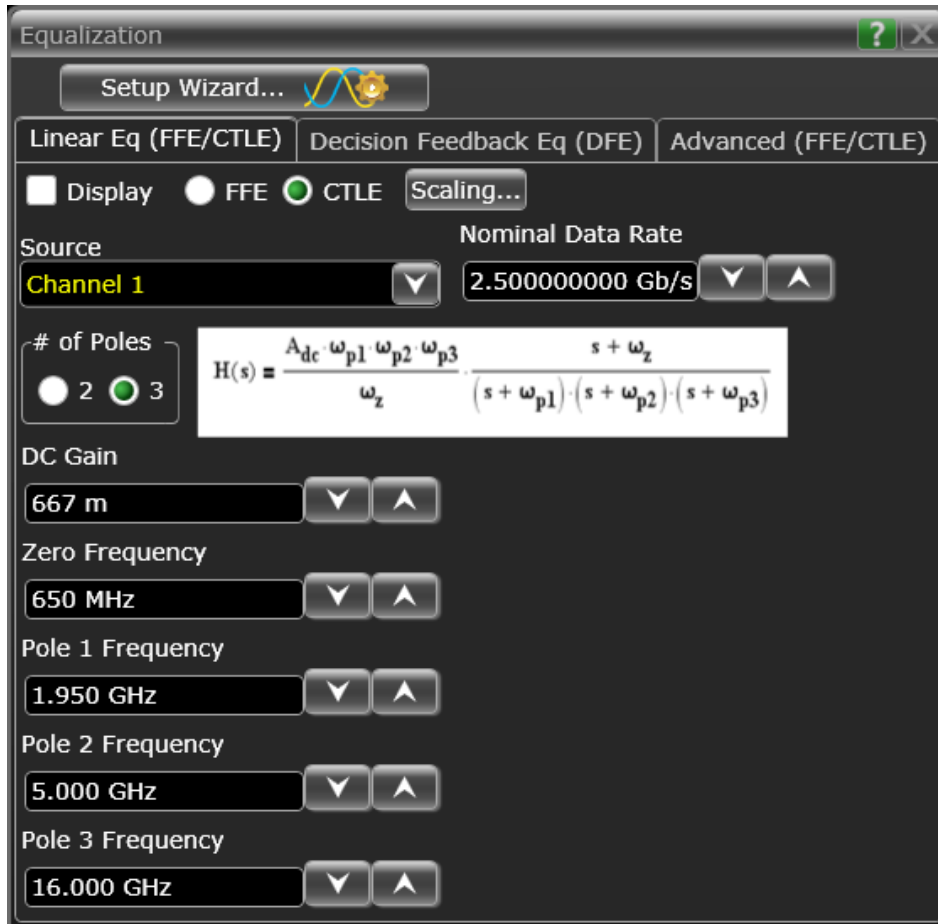 Equalization
?
X
Setup Wizard...
Linear Eq (FFE/CTLE) Decision Feedback Eq (DFE) Advanced (FFE/CTLE)
Display FFE CTLE Scaling...
Source Nominal Data Rate
Channel 1 2.500000000 Gb/s
# of Poles
2 3
H(s) ≡ A_dc·ω_p1·ω_p2·ω_p3 / ω_z · (s + ω_z) / ((s + ω_p1)·(s + ω_p2)·(s + ω_p3))
DC Gain
667 m
Zero Frequency
650 MHz
Pole 1 Frequency
1.950 GHz
Pole 2 Frequency
5.000 GHz
Pole 3 Frequency
16.000 GHz